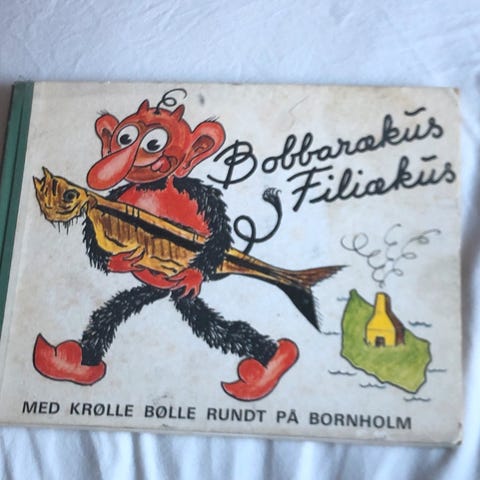 Bobbarækus
Filiækus
MED KRØLLE BØLLE RUNDT PÅ BORNHOLM